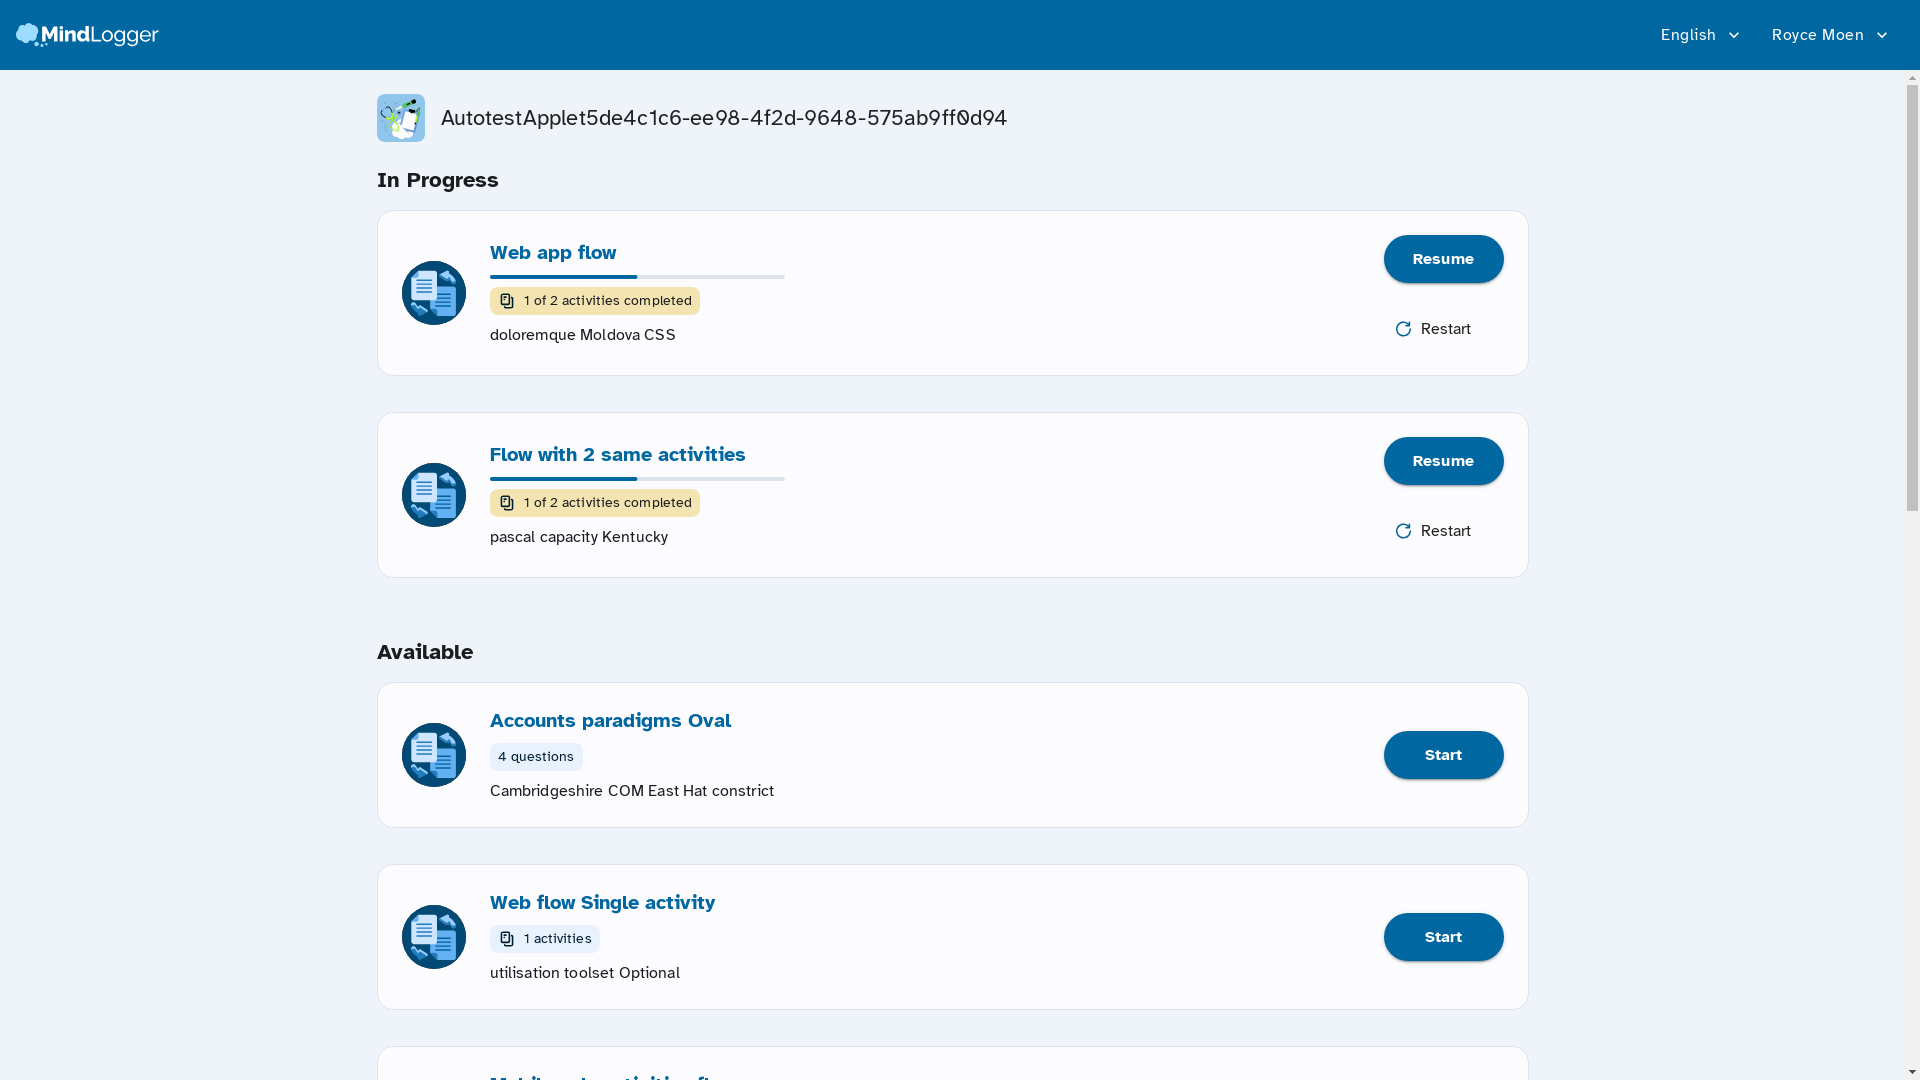 MindLogger
English
Royce Moen
AutotestApplet5de4c1c6-ee98-4f2d-9648-575ab9ff0d94
In Progress
Web app flow
Resume
1 of 2 activities completed
doloremque Moldova CSS
Restart
Flow with 2 same activities
Resume
1 of 2 activities completed
pascal capacity Kentucky
Restart
Available
Accounts paradigms Oval
4 questions
Start
Cambridgeshire COM East Hat constrict
Web flow Single activity
1 activities
Start
utilisation toolset Optional